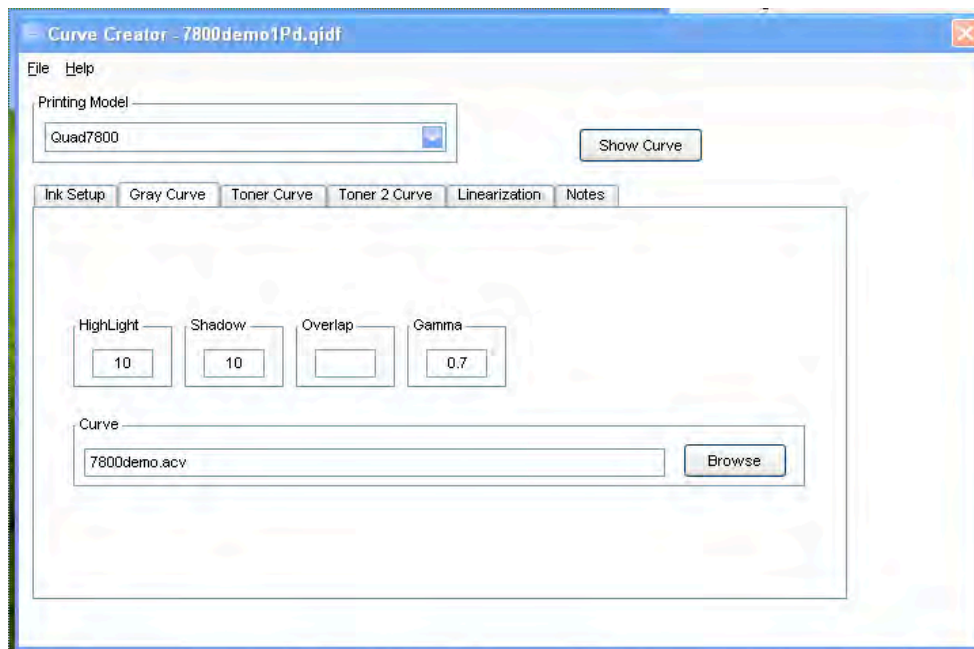 Curve Creator - 7800demo1Pd.qidf
File Help
Printing Model
Quad7800
Show Curve
Ink Setup Gray Curve Toner Curve Toner 2 Curve Linearization Notes
HighLight Shadow Overlap Gamma
10 10 0.7
Curve
7800demo.acv Browse